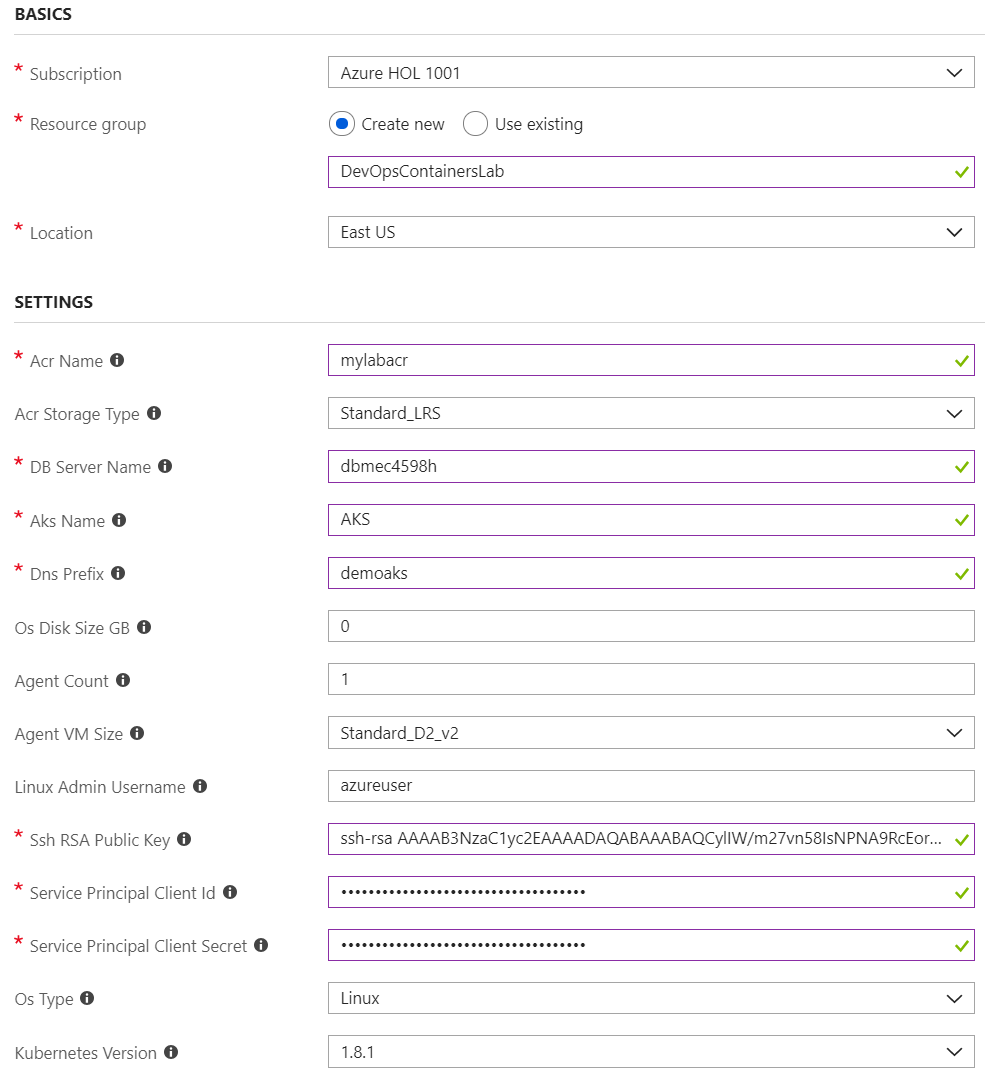 BASICS
* Subscription Azure HOL 1001
* Resource group Create new Use existing
DevOpsContainersLab
* Location East US
SETTINGS
* Acr Name mylabacr
Acr Storage Type Standard_LRS
* DB Server Name dbmec4598h
* Aks Name AKS
* Dns Prefix demoaks
Os Disk Size GB 0
Agent Count 1
Agent VM Size Standard_D2_v2
Linux Admin Username azureuser
* Ssh RSA Public Key ssh-rsa AAAAB3NzaC1yc2EAAAADAQABAAABAQCylIW/m27vn58IsNPNA9RcEor...
* Service Principal Client Id ••••••••••••••••••••••••••••••••••••
* Service Principal Client Secret ••••••••••••••••••••••••••••••••••••
Os Type Linux
Kubernetes Version 1.8.1